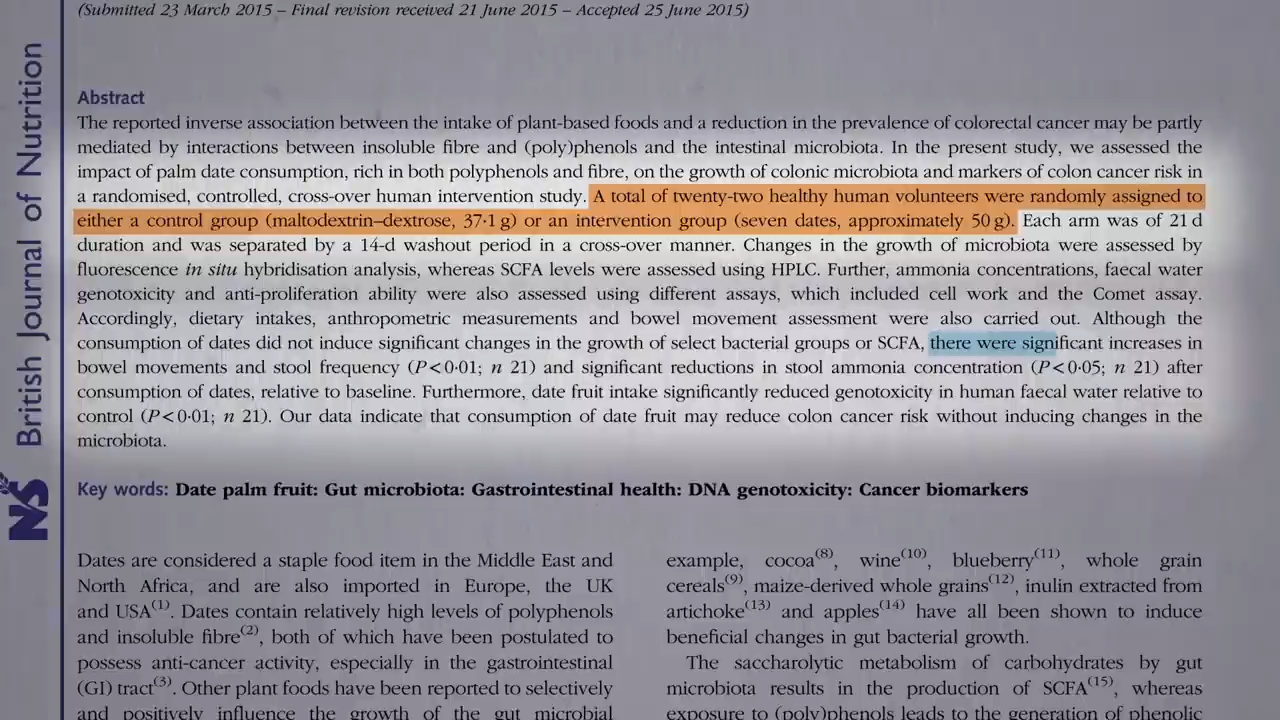 (Submitted 23 March 2015 – Final revision received 21 June 2015 – Accepted 25 June 2015)
British Journal of Nutrition
NS
Abstract
The reported inverse association between the intake of plant-based foods and a reduction in the prevalence of colorectal cancer may be partly
mediated by interactions between insoluble fibre and (poly)phenols and the intestinal microbiota. In the present study, we assessed the
impact of palm date consumption, rich in both polyphenols and fibre, on the growth of colonic microbiota and markers of colon cancer risk in
a randomised, controlled, cross-over human intervention study. A total of twenty-two healthy human volunteers were randomly assigned to
either a control group (maltodextrin–dextrose, 37·1 g) or an intervention group (seven dates, approximately 50 g). Each arm was of 21 d
duration and was separated by a 14-d washout period in a cross-over manner. Changes in the growth of microbiota were assessed by
fluorescence in situ hybridisation analysis, whereas SCFA levels were assessed using HPLC. Further, ammonia concentrations, faecal water
genotoxicity and anti-proliferation ability were also assessed using different assays, which included cell work and the Comet assay.
Accordingly, dietary intakes, anthropometric measurements and bowel movement assessment were also carried out. Although the
consumption of dates did not induce significant changes in the growth of select bacterial groups or SCFA, there were significant increases in
bowel movements and stool frequency (P<0·01; n 21) and significant reductions in stool ammonia concentration (P<0·05; n 21) after
consumption of dates, relative to baseline. Furthermore, date fruit intake significantly reduced genotoxicity in human faecal water relative to
control (P<0·01; n 21). Our data indicate that consumption of date fruit may reduce colon cancer risk without inducing changes in the
microbiota.
Key words: Date palm fruit: Gut microbiota: Gastrointestinal health: DNA genotoxicity: Cancer biomarkers
Dates are considered a staple food item in the Middle East and
North Africa, and are also imported in Europe, the UK
and USA(1). Dates contain relatively high levels of polyphenols
and insoluble fibre(2), both of which have been postulated to
possess anti-cancer activity, especially in the gastrointestinal
(GI) tract(3). Other plant foods have been reported to selectively
and positively influence the growth of the gut microbial
example, cocoa(8), wine(10), blueberry(11), whole grain
cereals(9), maize-derived whole grains(12), inulin extracted from
artichoke(13) and apples(14) have all been shown to induce
beneficial changes in gut bacterial growth.
The saccharolytic metabolism of carbohydrates by gut
microbiota results in the production of SCFA(15), whereas
exposure to (poly)phenols leads to the generation of phenolic